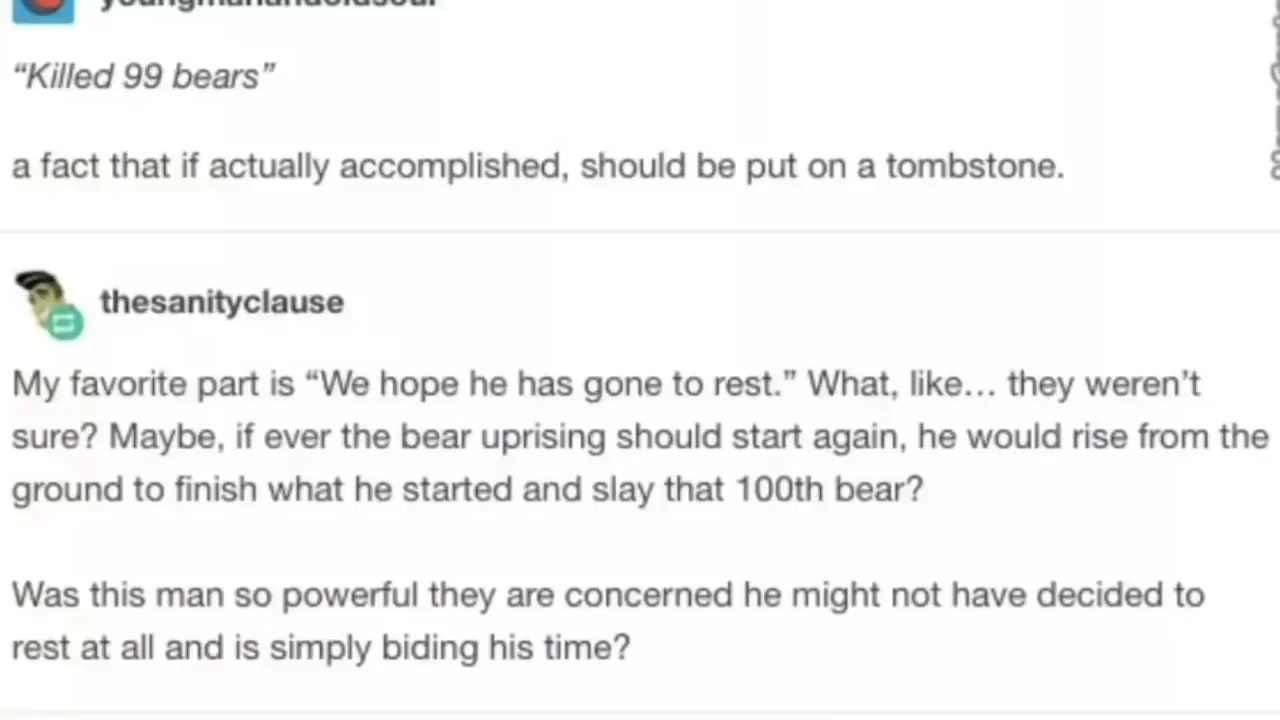 “Killed 99 bears”
a fact that if actually accomplished, should be put on a tombstone.
thesanityclause
My favorite part is “We hope he has gone to rest.” What, like… they weren’t
sure? Maybe, if ever the bear uprising should start again, he would rise from the
ground to finish what he started and slay that 100th bear?
Was this man so powerful they are concerned he might not have decided to
rest at all and is simply biding his time?